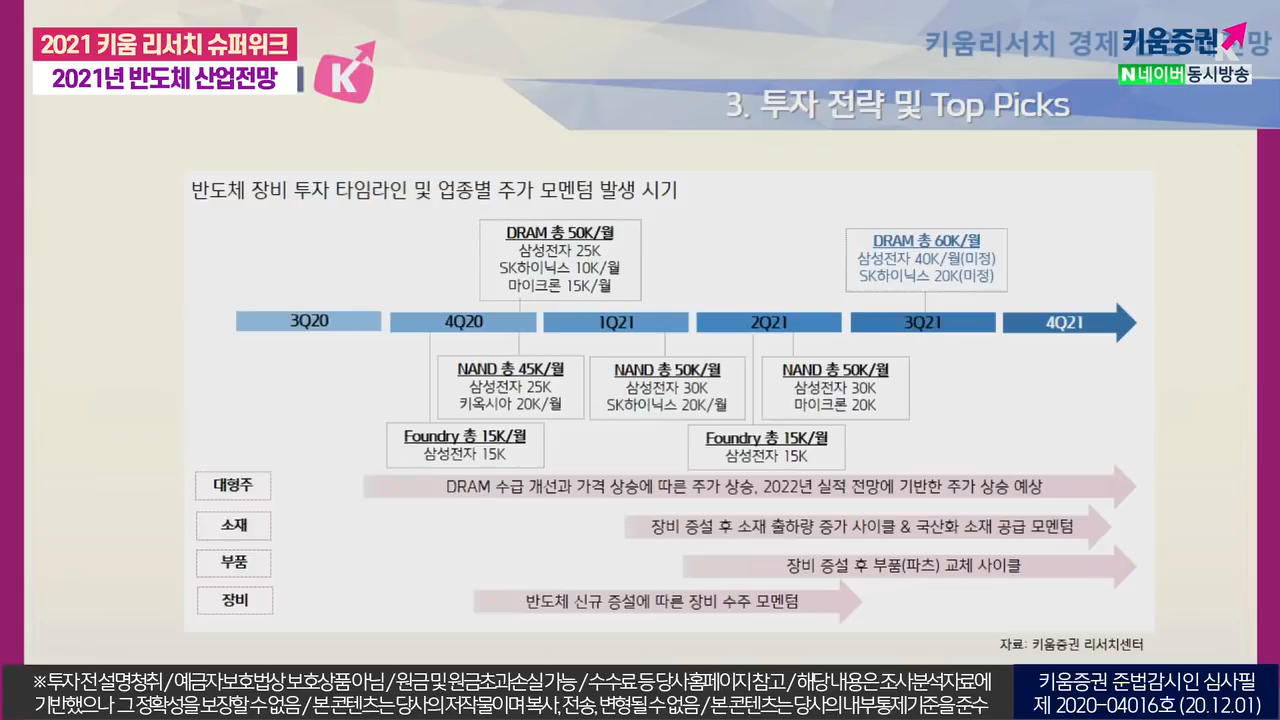 2021 키움 리서치 슈퍼위크
2021년 반도체 산업전망
K
키움리서치 경제
망
키움증권
N 네이버 동시방송
3. 투자 전략 및 Top Picks
반도체 장비 투자 타임라인 및 업종별 주가 모멘텀 발생 시기
DRAM 총 50K/월
삼성전자 25K
SK하이닉스 10K/월
마이크론 15K/월
DRAM 총 60K/월
삼성전자 40K/월(미정)
SK하이닉스 20K(미정)
3Q20
4Q20
1Q21
2Q21
3Q21
4Q21
NAND 총 45K/월
삼성전자 25K
키옥시아 20K/월
NAND 총 50K/월
삼성전자 30K
SK하이닉스 20K/월
NAND 총 50K/월
삼성전자 30K
마이크론 20K
Foundry 총 15K/월
삼성전자 15K
Foundry 총 15K/월
삼성전자 15K
대형주
DRAM 수급 개선과 가격 상승에 따른 주가 상승, 2022년 실적 전망에 기반한 주가 상승 예상
소재
장비 증설 후 소재 출하량 증가 사이클 & 국산화 소재 공급 모멘텀
부품
장비 증설 후 부품(파츠) 교체 사이클
장비
반도체 신규 증설에 따른 장비 수주 모멘텀
자료: 키움증권 리서치센터
※ 투자 전 설명청취 / 예금자보호법상 보호상품 아님 / 원금 및 원금초과손실 가능 / 수수료 등 당사 홈페이지 참고 / 해당 내용은 조사분석자료에
기반했으나 그 정확성을 보장할 수 없음 / 본 콘텐츠는 당사의 저작물이며 복사, 전송, 변형될 수 없음 / 본 콘텐츠는 당사의 내부통제기준을 준수
키움증권 준법감시인 심사필
제 2020-04016호 (20.12.01)